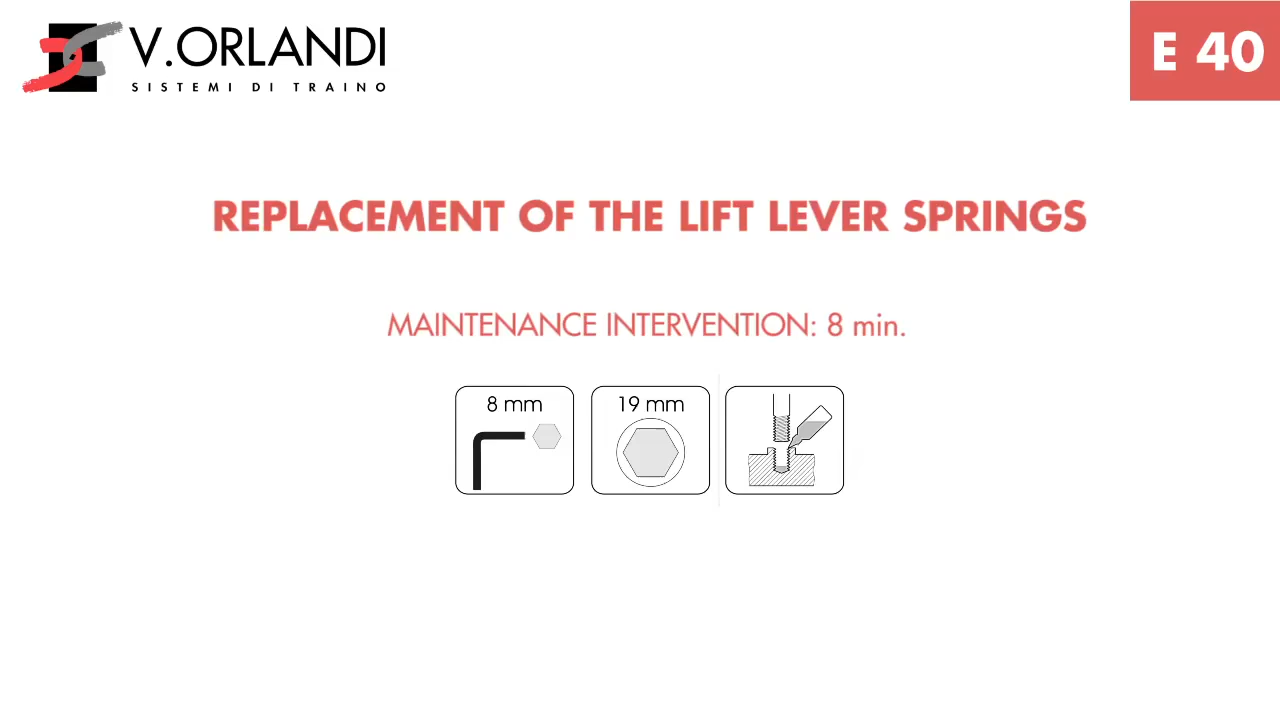 V.ORLANDI
SISTEMI DI TRAINO
E 40
REPLACEMENT OF THE LIFT LEVER SPRINGS
MAINTENANCE INTERVENTION: 8 min.
8 mm
19 mm